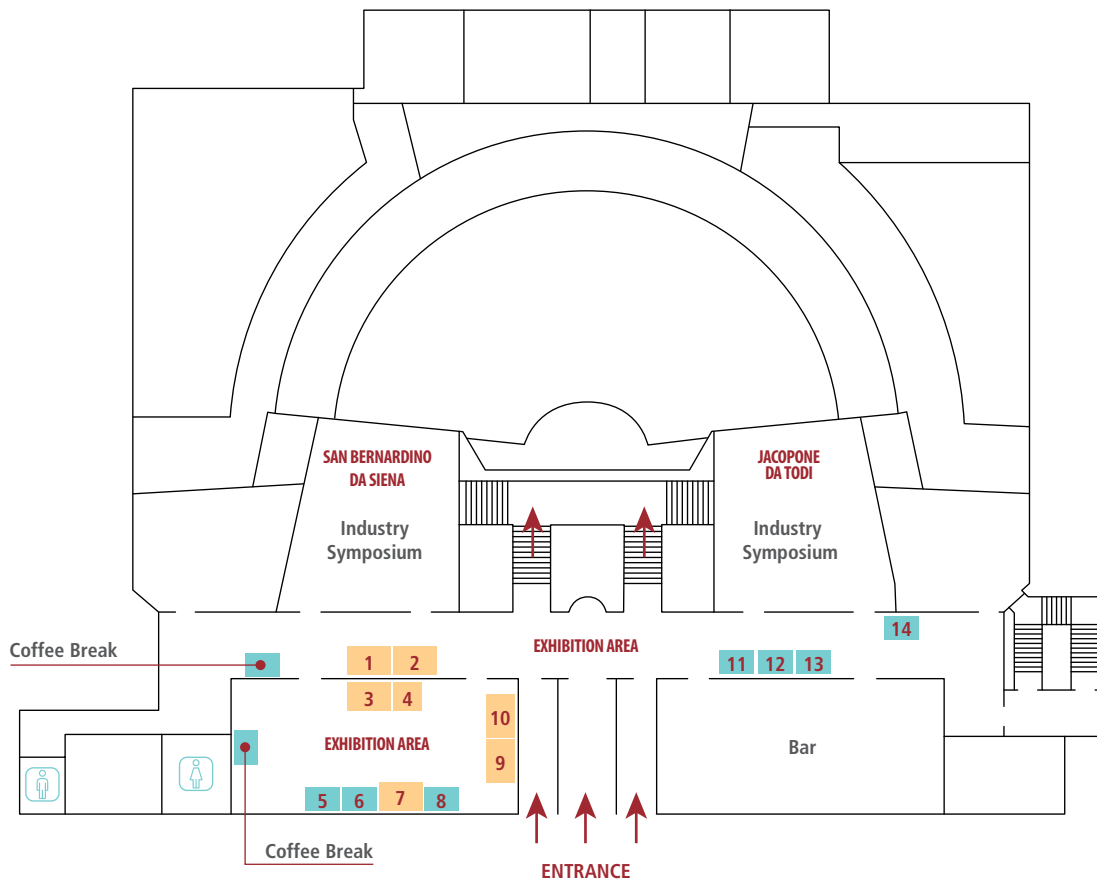 SAN BERNARDINO
DA SIENA
JACOPONE
DA TODI
Industry
Symposium
Industry
Symposium
14
EXHIBITION AREA
Coffee Break
1
2
11
12
13
3
4
10
EXHIBITION AREA
Bar
9
5
6
7
8
Coffee Break
ENTRANCE